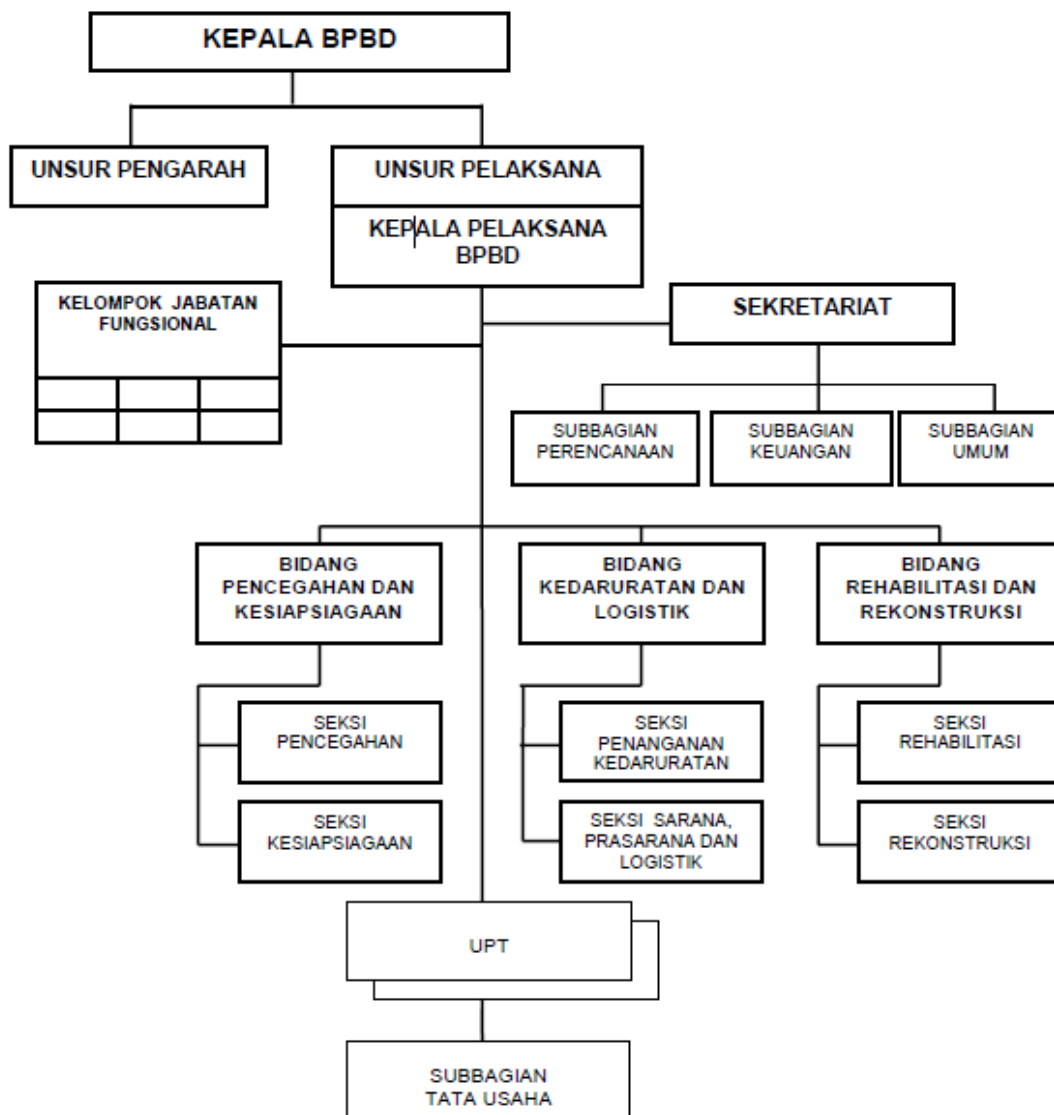 KEPALA BPBD
UNSUR PENGARAH
UNSUR PELAKSANA
KEPALA PELAKSANA
BPBD
KELOMPOK JABATAN
FUNGSIONAL
SEKRETARIAT
SUBBAGIAN
PERENCANAAN
SUBBAGIAN
KEUANGAN
SUBBAGIAN
UMUM
BIDANG
PENCEGAHAN DAN
KESIAPSIAGAAN
BIDANG
KEDARURATAN DAN
LOGISTIK
BIDANG
REHABILITASI DAN
REKONSTRUKSI
SEKSI
PENCEGAHAN
SEKSI
PENANGANAN
KEDARURATAN
SEKSI
REHABILITASI
SEKSI
KESIAPSIAGAAN
SEKSI SARANA,
PRASARANA DAN
LOGISTIK
SEKSI
REKONSTRUKSI
UPT
SUBBAGIAN
TATA USAHA